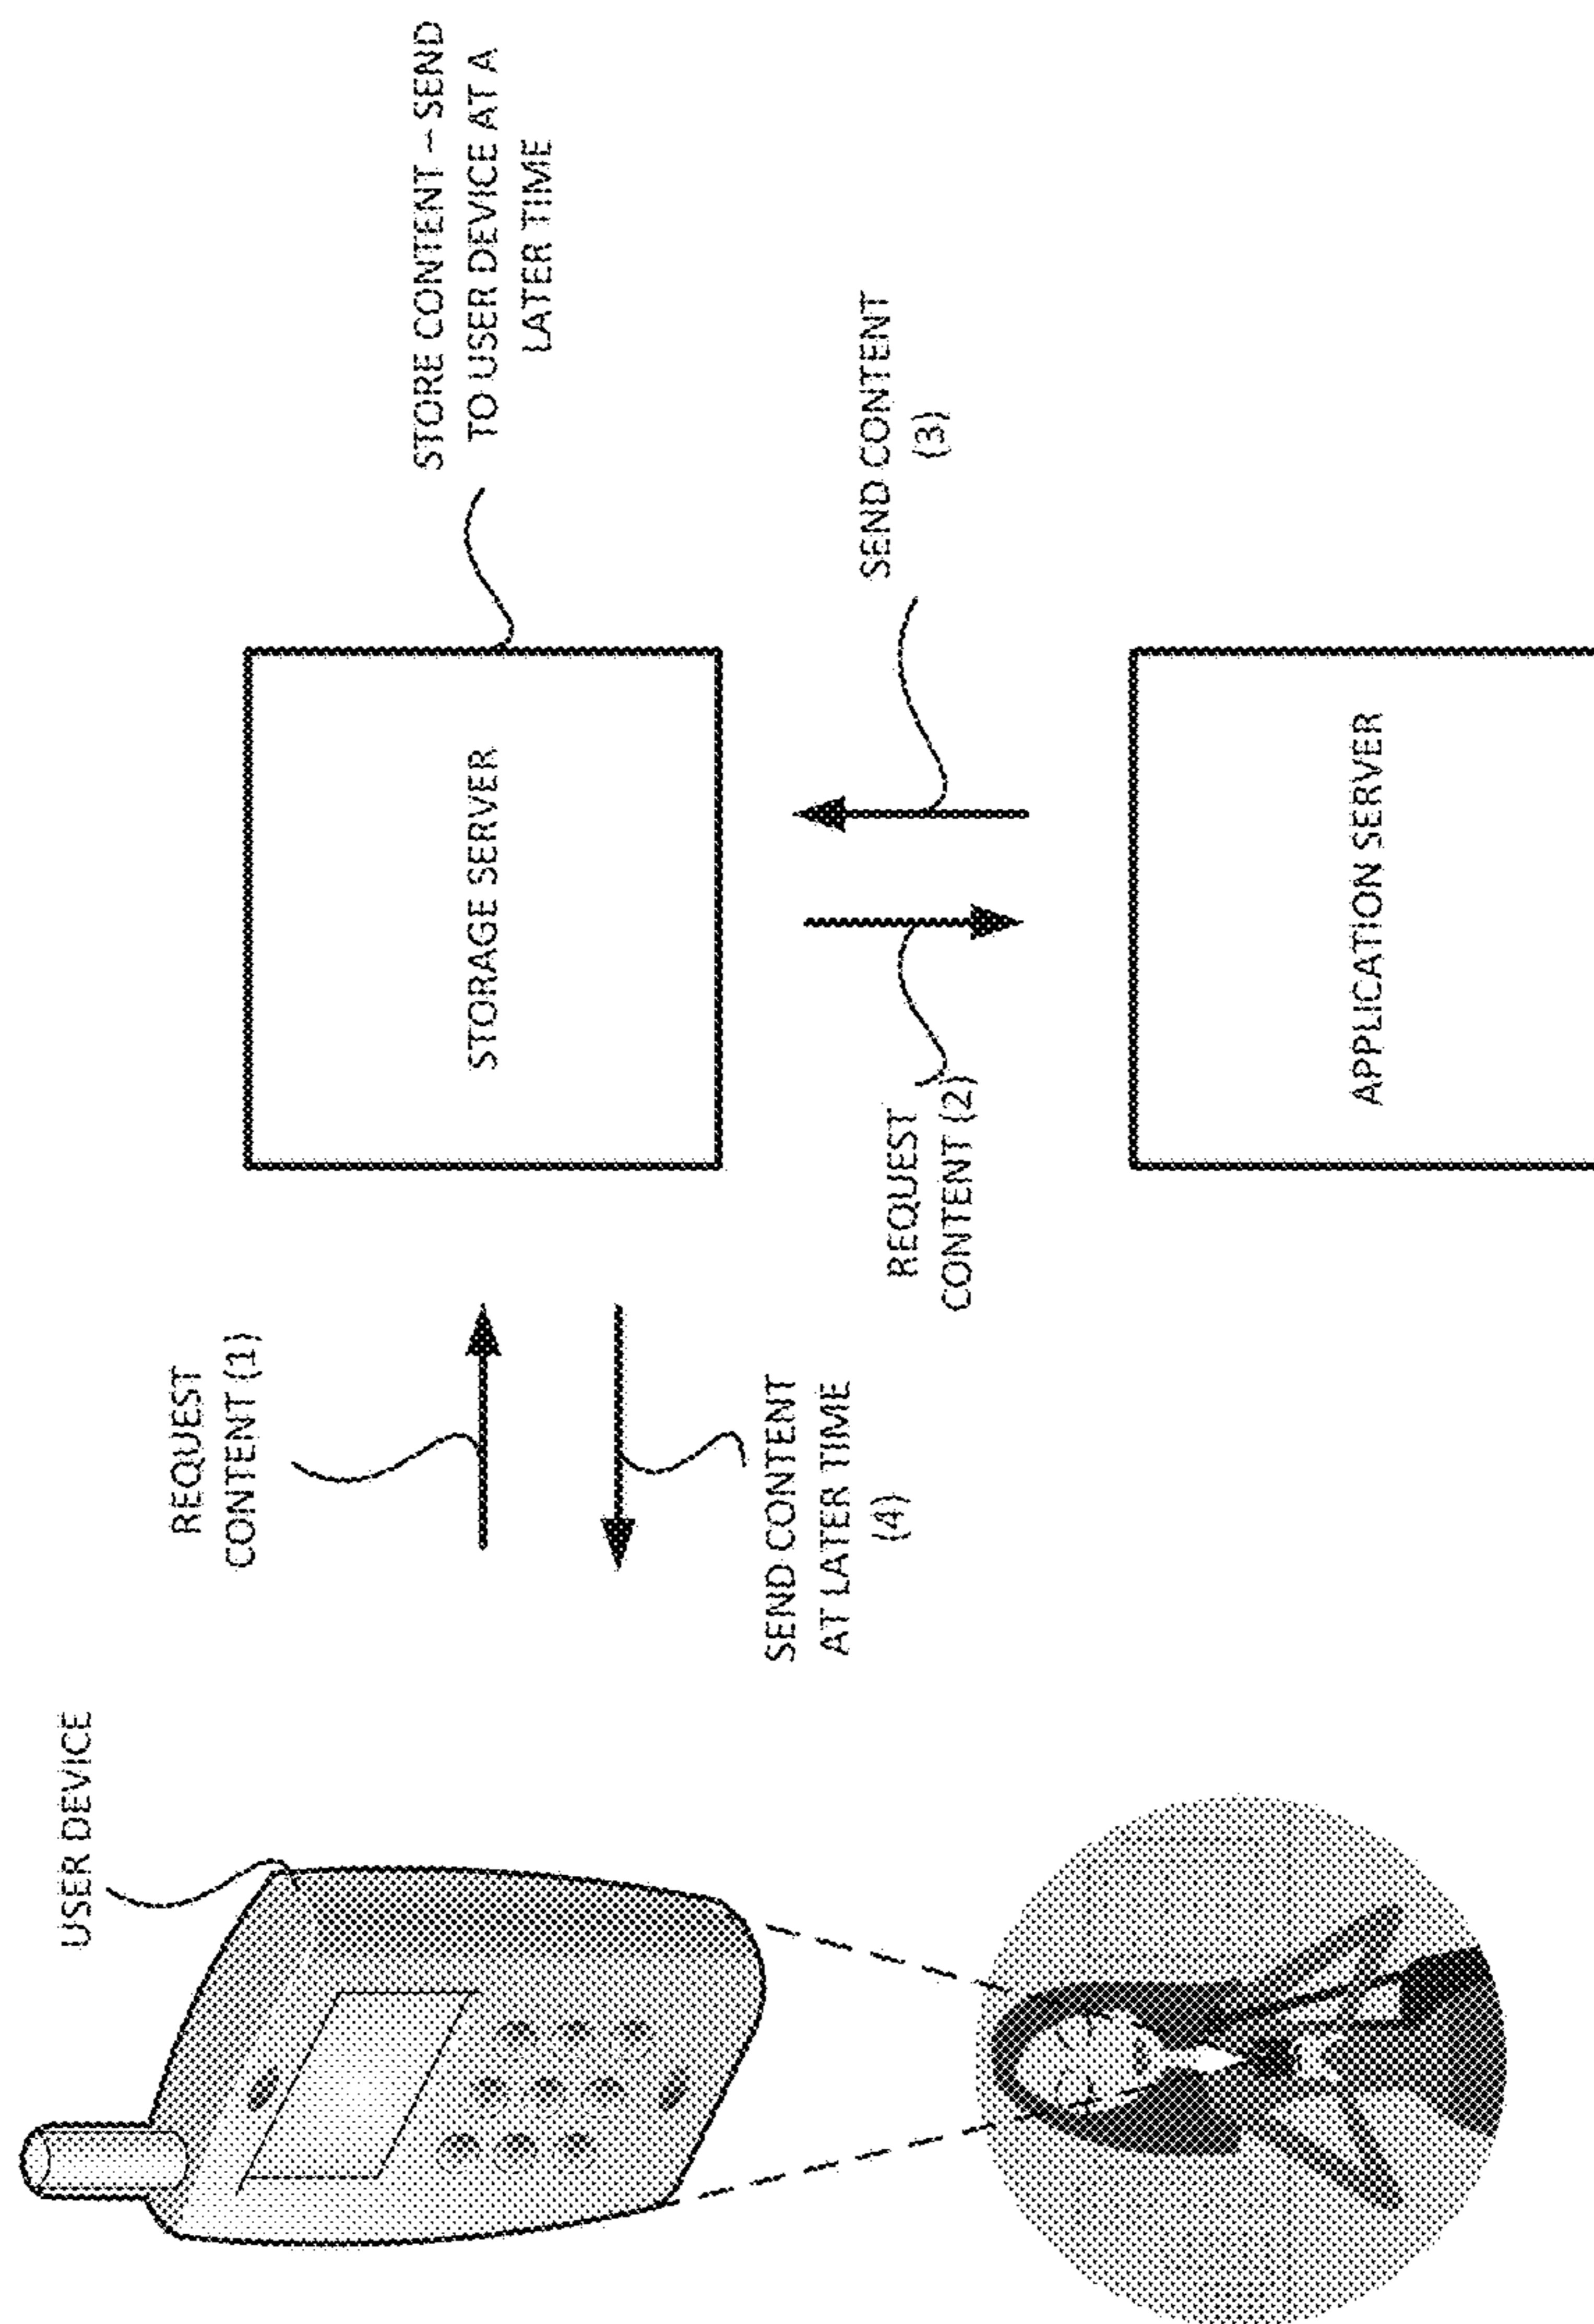 USER DEVICE
REQUEST
CONTENT (1)
SEND CONTENT
AT LATER TIME
(4)
STORAGE SERVER
STORE CONTENT – SEND
TO USER DEVICE AT A
LATER TIME
REQUEST
CONTENT (2)
SEND CONTENT
(3)
APPLICATION SERVER